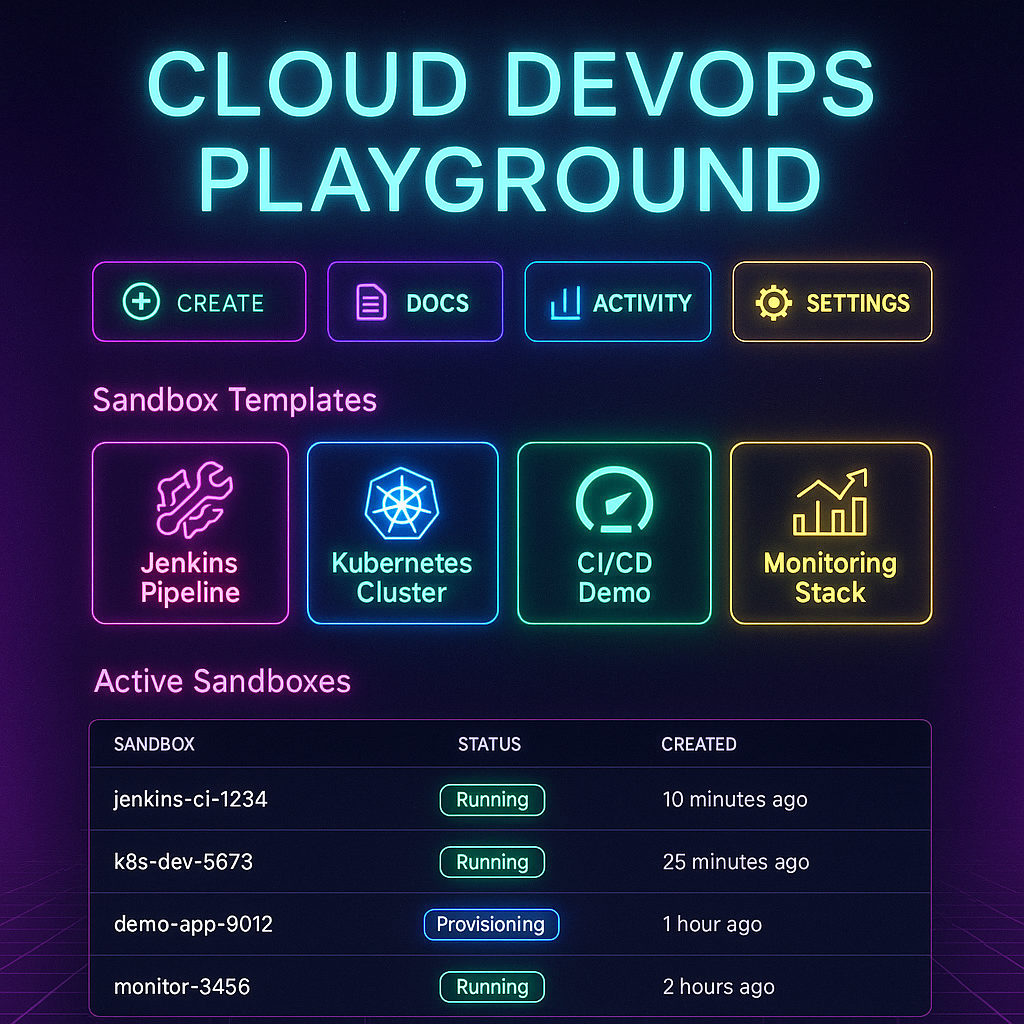 CLOUD DEVOPS
PLAYGROUND
CREATE DOCS ACTIVITY SETTINGS
Sandbox Templates
Jenkins
Pipeline
Kubernetes
Cluster
CI/CD
Demo
Monitoring
Stack
Active Sandboxes
SANDBOX STATUS CREATED
jenkins-ci-1234 Running 10 minutes ago
k8s-dev-5673 Running 25 minutes ago
demo-app-9012 Provisioning 1 hour ago
monitor-3456 Running 2 hours ago